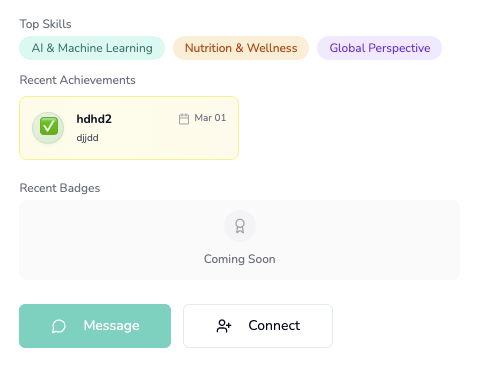 Top Skills
AI & Machine Learning Nutrition & Wellness Global Perspective
Recent Achievements
hdhd2 Mar 01
djjdd
Recent Badges
Coming Soon
Message Connect